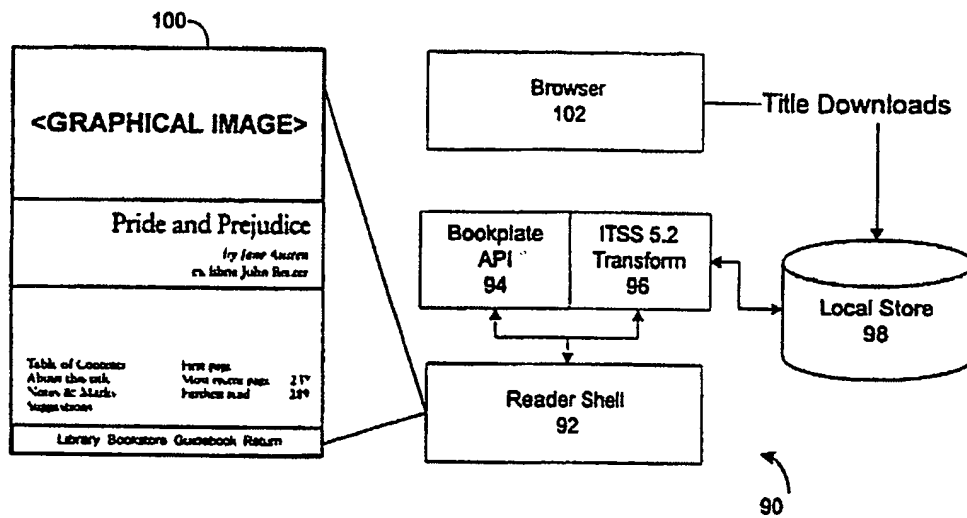 100
<GRAPHICAL IMAGE>
Pride and Prejudice
by Jane Austen
John
Table of Contents
About this title
Notes & Marks
Suggestions
First page
Most recent page
Furthest read 289
Library Bookstore Guidebook Return
Browser
102
Title Downloads
Bookplate
API
94
ITSS 5.2
Transform
96
Local Store
98
Reader Shell
92
90